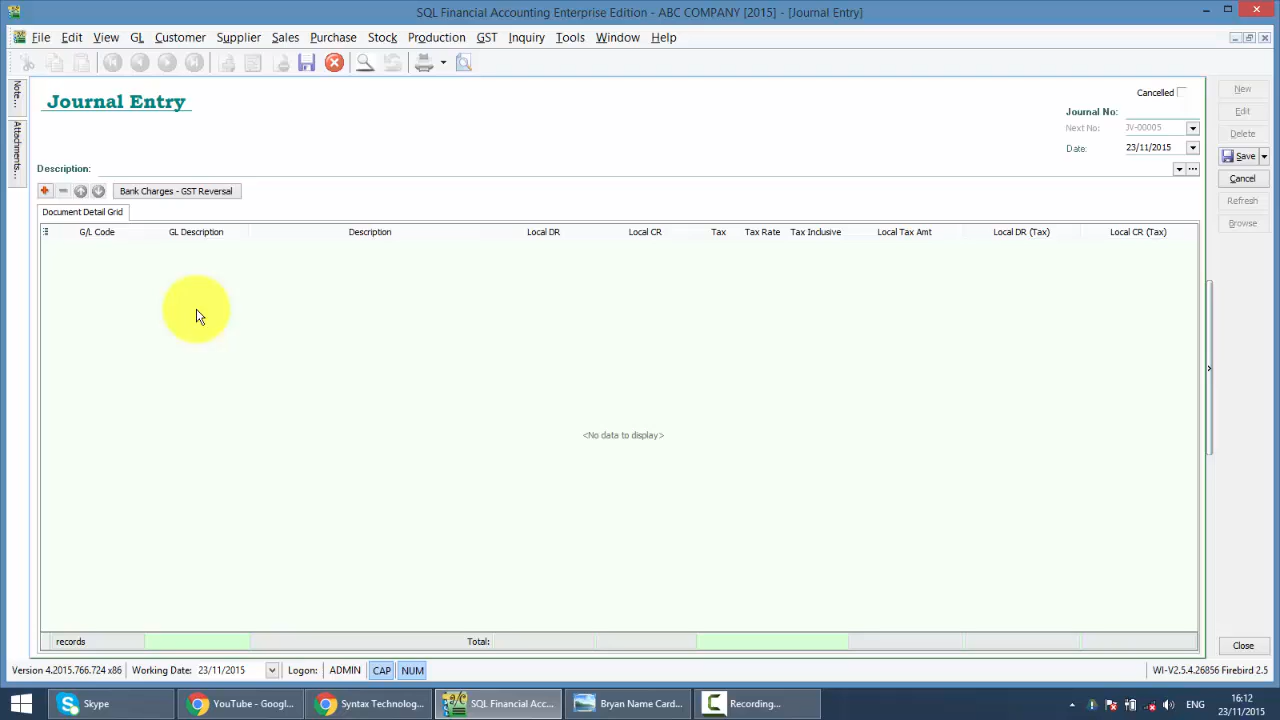 SQL Financial Accounting Enterprise Edition - ABC COMPANY [2015] - [Journal Entry]
File Edit View GL Customer Supplier Sales Purchase Stock Production GST Inquiry Tools Window Help
Note...
Attachments...
Journal Entry
Cancelled
Journal No:
Next No: JV-00005
Date: 23/11/2015
Description:
Bank Charges - GST Reversal
Document Detail Grid
G/L Code GL Description Description Local DR Local CR Tax Tax Rate Tax Inclusive Local Tax Amt Local DR (Tax) Local CR (Tax)
<No data to display>
records Total:
New
Edit
Delete
Save
Cancel
Refresh
Browse
Close
Version 4.2015.766.724 x86 Working Date: 23/11/2015 Logon: ADMIN CAP NUM WI-V2.5.4.26856 Firebird 2.5
Skype YouTube - Googl... Syntax Technolog... SQL Financial Acc... Bryan Name Card... Recording... ENG 16:12
23/11/2015